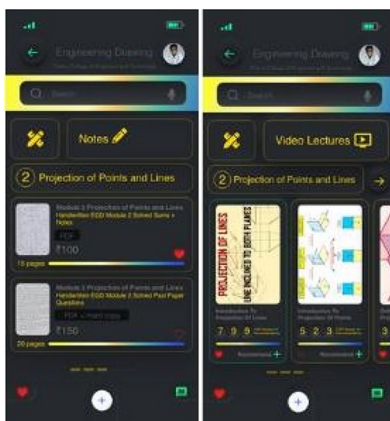 Engineering Drawing
Search
Notes
2 Projection of Points and Lines
Module 2 Projection of Points and Lines
Handwritten EGD Module 2 Solved Sums +
Notes
PDF
₹100
15 pages
Module 2 Projection of Points and Lines
Handwritten EGD Module 2 Solved Past Paper
Questions
PDF + Hard copy
₹150
20 pages
Engineering Drawing
Search
Video Lectures
2 Projection of Points and Lines
PROJECTION OF LINES
LINE INCLINED TO BOTH PLANES
Introduction To
Projection Of Lines
7 9 9
Recommend +
Introduction To
Projection Of Points
5 2 3
Recommend +
3